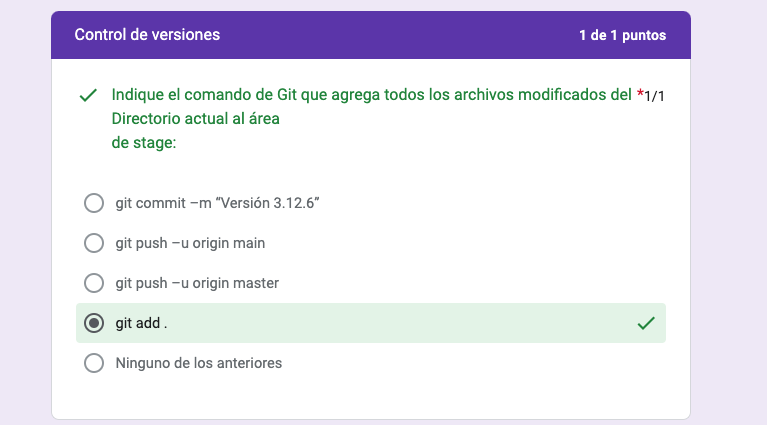 Control de versiones 1 de 1 puntos
Indique el comando de Git que agrega todos los archivos modificados del *1/1
Directorio actual al área
de stage:
git commit –m “Versión 3.12.6”
git push –u origin main
git push –u origin master
git add .
Ninguno de los anteriores